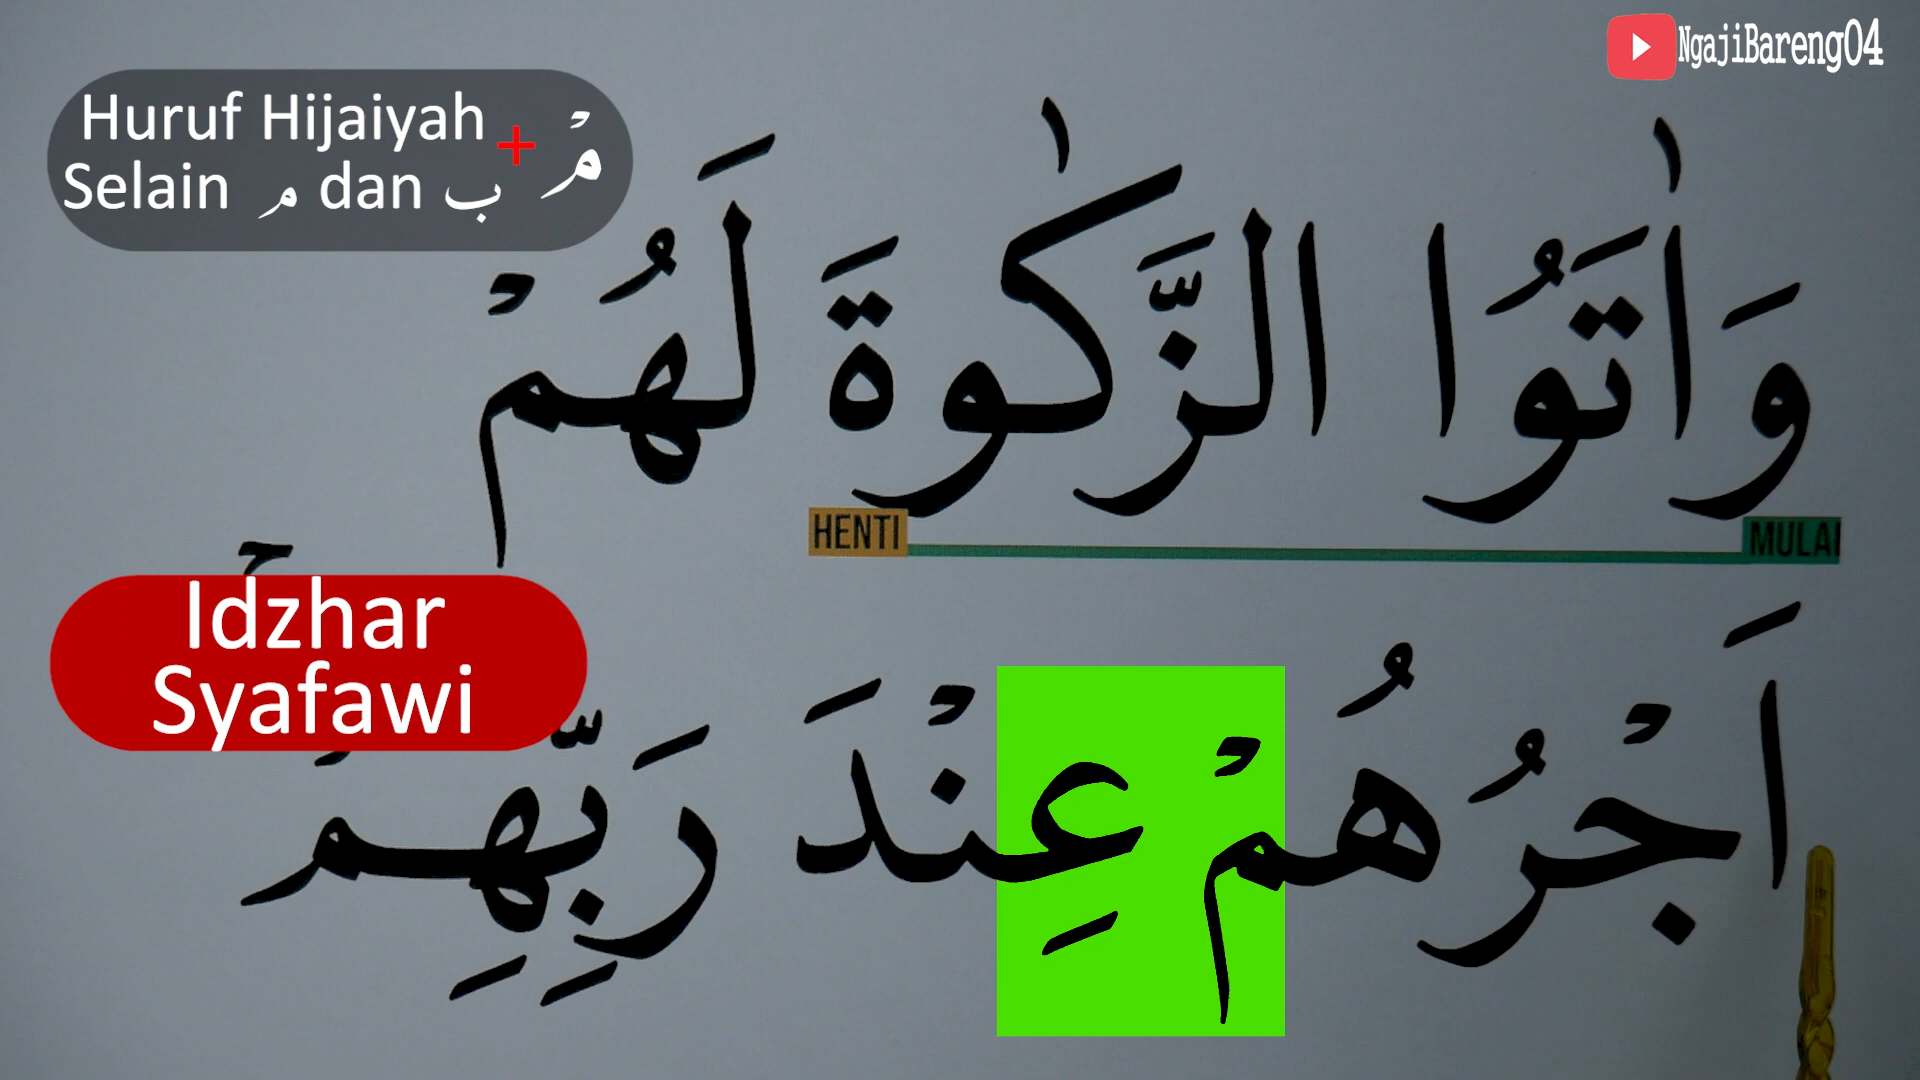 NgajiBareng04
Huruf Hijaiyah
Selain م dan ب + مْ
وَاٰتَوُا الزَّكٰوةَ لَهُمْ
HENTI MULAI
Idzhar
Syafawi
اَجْرُهُمْ عِنْدَ رَبِّهِمْۚ